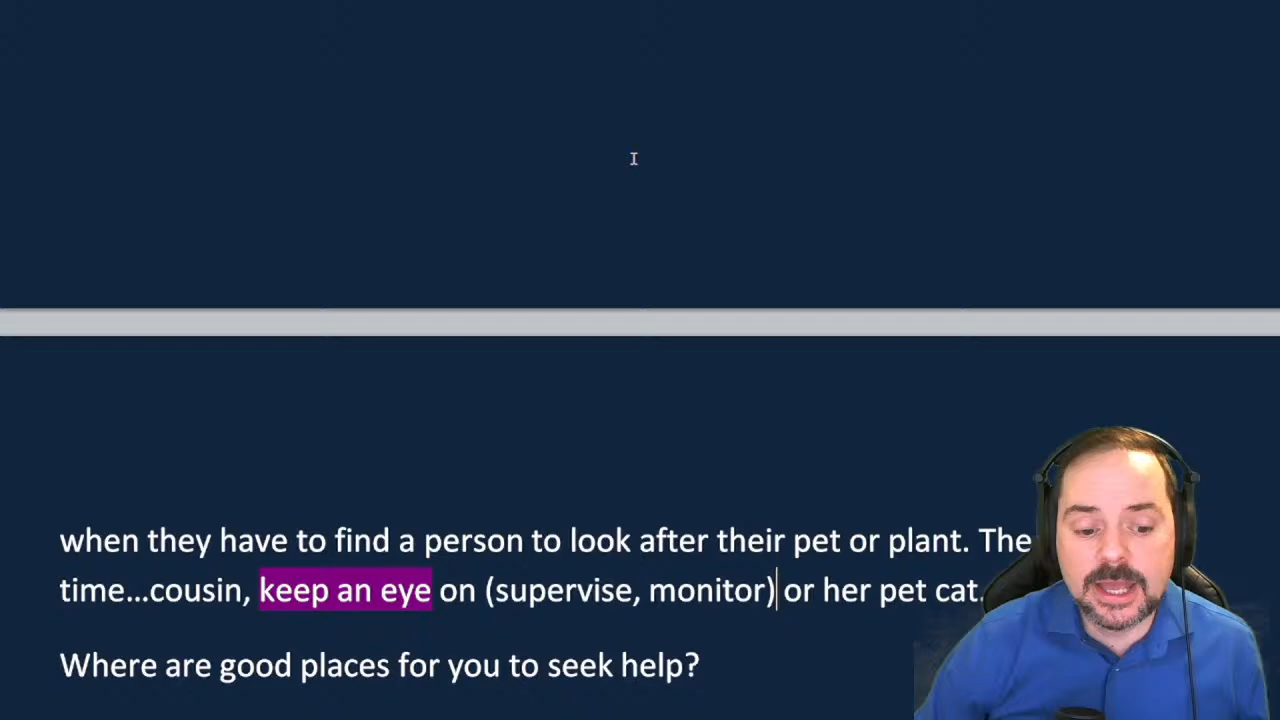 when they have to find a person to look after their pet or plant. The
time…cousin, keep an eye on (supervise, monitor) or her pet cat.
Where are good places for you to seek help?